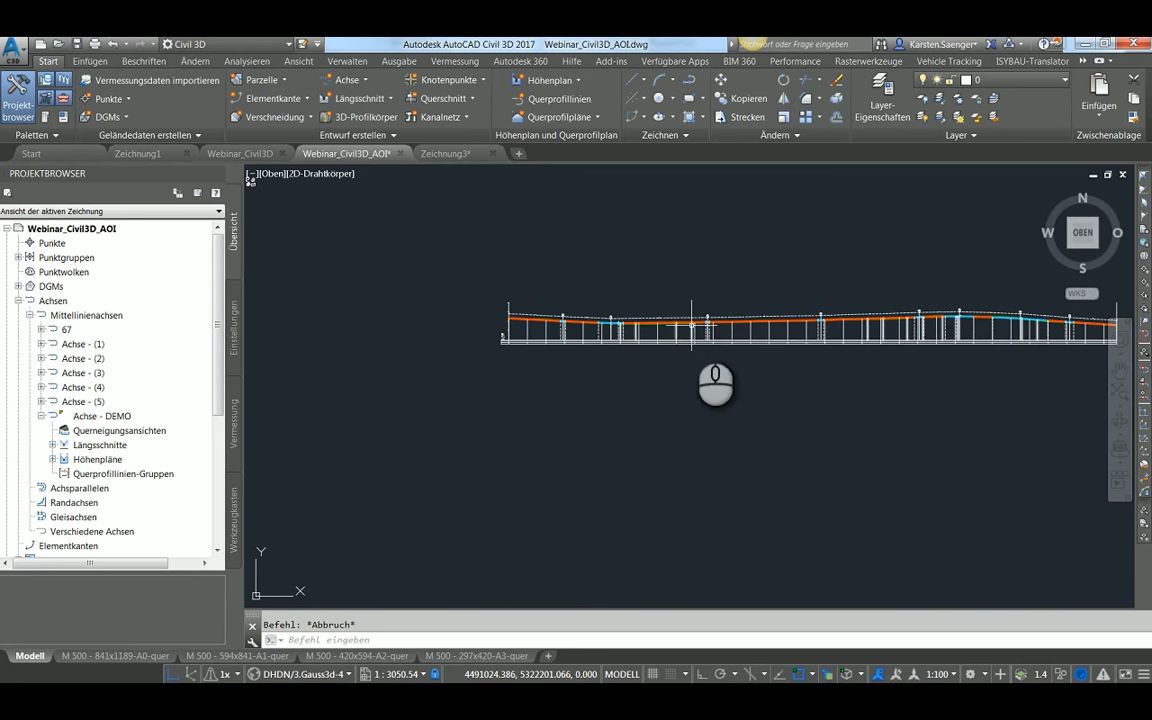 Civil 3D
Autodesk AutoCAD Civil 3D 2017 Webinar_Civil3D_AOI.dwg
Stichwort oder Frage eingeben
Karsten.Saenger
C3D
Start Einfügen Beschriften Ändern Analysieren Ansicht Verwalten Ausgabe Vermessung Autodesk 360 Hilfe Add-ins Verfügbare Apps BIM 360 Performance Rasterwerkzeuge Vehicle Tracking ISYBAU-Translator
Projekt-browser
Vermessungsdaten importieren
Punkte
DGMs
Parzelle
Elementkante
Verschneidung
Achse
Längsschnitt
3D-Profilkörper
Knotenpunkte
Querschnitt
Kanalnetz
Höhenplan
Querprofillinien
Querprofilpläne
Kopieren
Strecken
Layer-Eigenschaften
0
Einfügen
Paletten
Geländedaten erstellen
Entwurf erstellen
Höhenplan und Querprofilplan
Zeichnen
Ändern
Layer
Zwischenablage
Start Zeichnung1 Webinar_Civil3D Webinar_Civil3D_AOI* Zeichnung3*
PROJEKTBROWSER
Ansicht der aktiven Zeichnung
Webinar_Civil3D_AOI
Punkte
Punktgruppen
Punktwolken
DGMs
Achsen
Mittellinienachsen
67
Achse - (1)
Achse - (2)
Achse - (3)
Achse - (4)
Achse - (5)
Achse - DEMO
Querneigungsansichten
Längsschnitte
Höhenpläne
Querprofillinien-Gruppen
Achsparallelen
Randachsen
Gleisachsen
Verschiedene Achsen
Elementkanten
Übersicht
Einstellungen
Vermessung
Werkzeugkasten
[−][Oben][2D-Drahtkörper]
N
W OBEN O
S
WKS
Y
X
Befehl: *Abbruch*
Befehl eingeben
Modell M 500 - 841x1189-A0-quer M 500 - 594x841-A1-quer M 500 - 420x594-A2-quer M 500 - 297x420-A3-quer
1x DHDN/3.Gauss3d-4 1 : 3050.54 4491024.386, 5322201.066, 0.000 MODELL 1:100 1.4